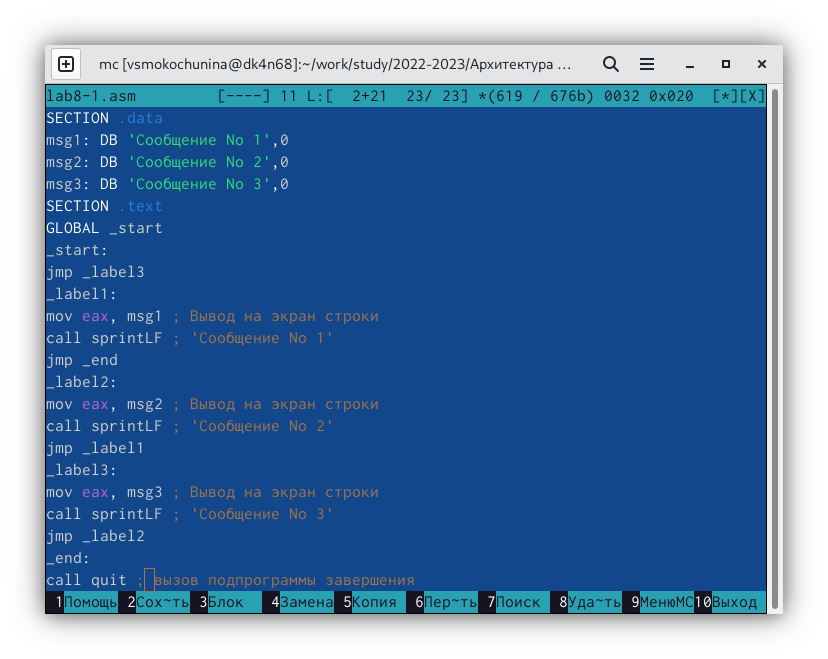 mc [vsmokochunina@dk4n68]:~/work/study/2022-2023/Архитектура ...
lab8-1.asm [----] 11 L:[ 2+21 23/ 23] *(619 / 676b) 0032 0x020 [*][X]
SECTION .data
msg1: DB 'Сообщение No 1',0
msg2: DB 'Сообщение No 2',0
msg3: DB 'Сообщение No 3',0
SECTION .text
GLOBAL _start
_start:
jmp _label3
_label1:
mov eax, msg1 ; Вывод на экран строки
call sprintLF ; 'Сообщение No 1'
jmp _end
_label2:
mov eax, msg2 ; Вывод на экран строки
call sprintLF ; 'Сообщение No 2'
jmp _label1
_label3:
mov eax, msg3 ; Вывод на экран строки
call sprintLF ; 'Сообщение No 3'
jmp _label2
_end:
call quit ; вызов подпрограммы завершения
1Помощь 2Сох~ть 3Блок 4Замена 5Копия 6Пер~ть 7Поиск 8Уда~ть 9МенюMC 10Выход